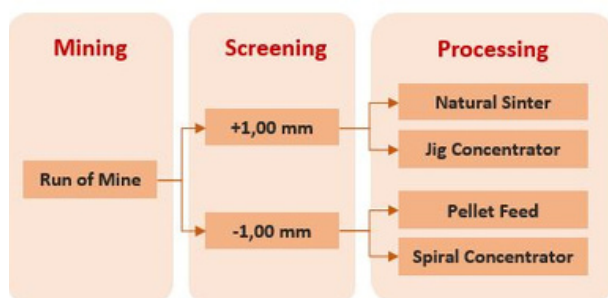 Mining
Screening
Processing
Natural Sinter
+1,00 mm
Jig Concentrator
Run of Mine
Pellet Feed
-1,00 mm
Spiral Concentrator